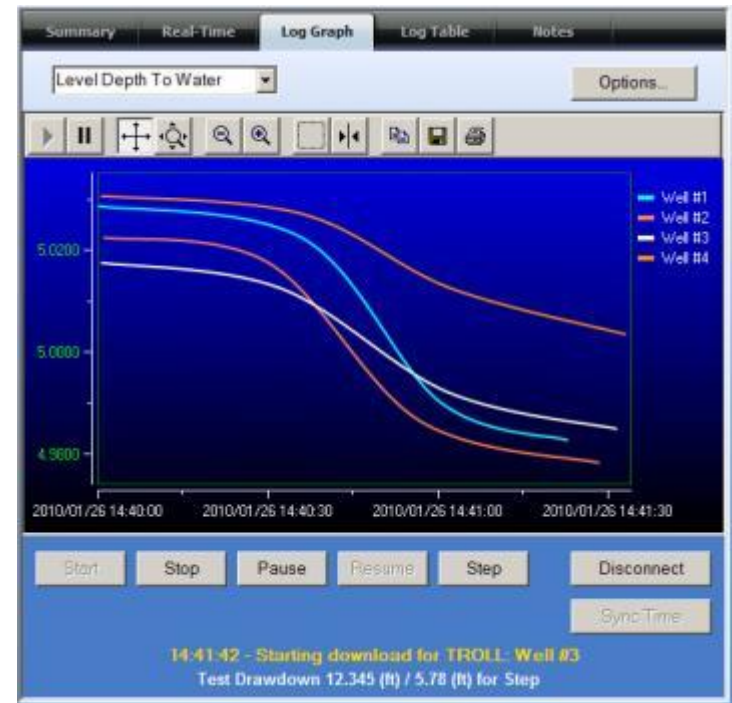 Summary Real-Time Log Graph Log Table Notes
Level Depth To Water Options...
Well #1
Well #2
Well #3
Well #4
5.0200
5.0000
4.9800
2010/01/26 14:40:00 2010/01/26 14:40:30 2010/01/26 14:41:00 2010/01/26 14:41:30
Start Stop Pause Resume Step Disconnect
Sync Time
14:41:42 - Starting download for TROLL: Well #3
Test Drawdown 12.345 (ft) / 5.78 (ft) for Step